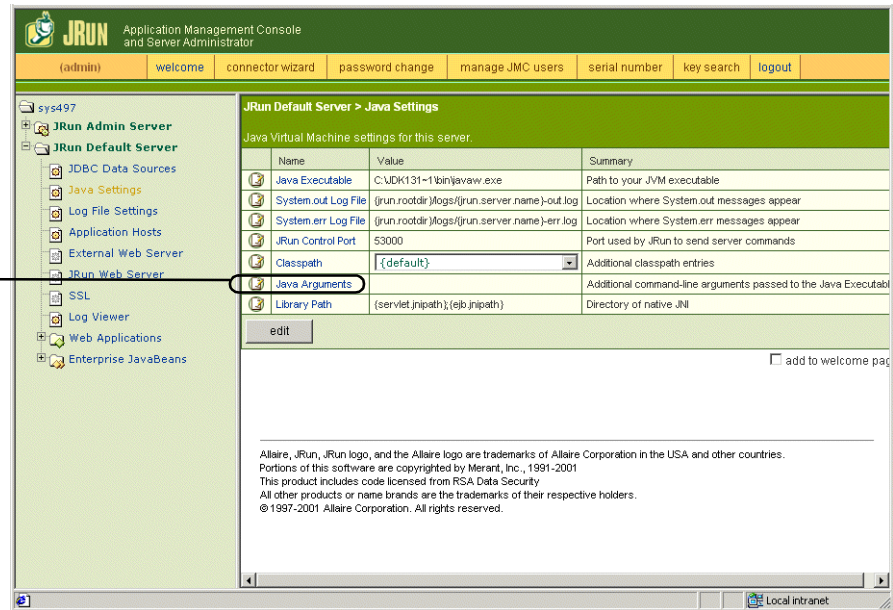 JRUN Application Management Console
and Server Administrator
(admin) welcome connector wizard password change manage JMC users serial number key search logout
sys497
JRun Admin Server
JRun Default Server
JDBC Data Sources
Java Settings
Log File Settings
Application Hosts
External Web Server
JRun Web Server
SSL
Log Viewer
Web Applications
Enterprise JavaBeans
JRun Default Server > Java Settings
Java Virtual Machine settings for this server.
Name Value Summary
Java Executable C:\JDK131~1\bin\javaw.exe Path to your JVM executable
System.out Log File {jrun.rootdir}/logs/{jrun.server.name}-out.log Location where System.out messages appear
System.err Log File {jrun.rootdir}/logs/{jrun.server.name}-err.log Location where System.err messages appear
JRun Control Port 53000 Port used by JRun to send server commands
Classpath {default} Additional classpath entries
Java Arguments Additional command-line arguments passed to the Java Executabl
Library Path {servlet.jnipath};{ejb.jnipath} Directory of native JNI
edit
add to welcome pag
Allaire, JRun, JRun logo, and the Allaire logo are trademarks of Allaire Corporation in the USA and other countries.
Portions of this software are copyrighted by Merant, Inc., 1991-2001
This product includes code licensed from RSA Data Security
All other products or name brands are the trademarks of their respective holders.
© 1997-2001 Allaire Corporation. All rights reserved.
Local intranet